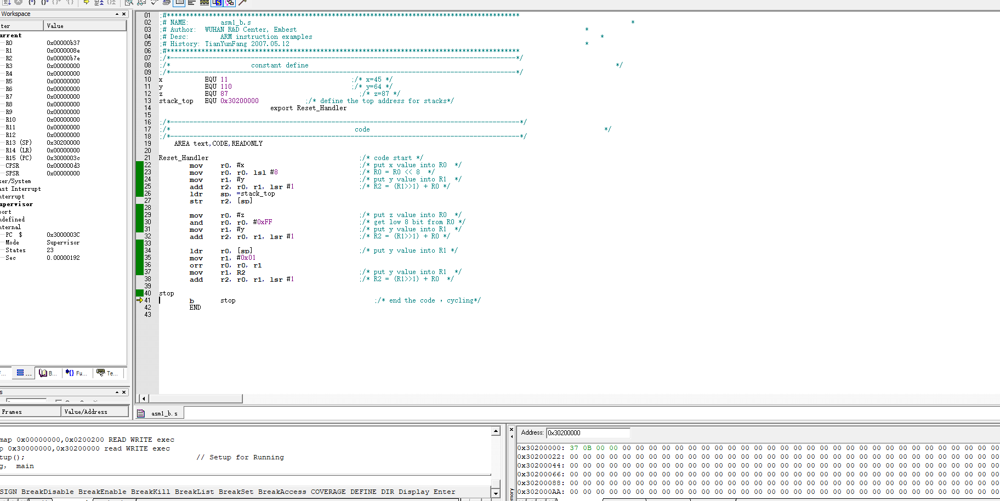 Workspace
ter Value
urrent
R0 0x00000b37
R1 0x0000008e
R2 0x00000b7e
R3 0x00000000
R4 0x00000000
R5 0x00000000
R6 0x00000000
R7 0x00000000
R8 0x00000000
R9 0x00000000
R10 0x00000000
R11 0x00000000
R12 0x00000000
R13 (SP) 0x30200000
R14 (LR) 0x00000000
R15 (PC) 0x3000003c
CPSR 0x000000d3
SPSR 0x00000000
ser/System
ast Interrupt
nterrupt
upervisor
port
ndefined
nternal
PC $ 0x3000003C
Mode Supervisor
States 23
Sec 0.00000192
... B... Fu... Te...
s
Frames Value/Address
01 ;#********************************************************************************************
02 ;# NAME: asm1_b.s *
03 ;# Author: WUHAN R&D Center, Embest *
04 ;# Desc: ARM instruction examples *
05 ;# History: TianYunFang 2007.05.12 *
06 ;#********************************************************************************************
07 ;/*------------------------------------------------------------------------------------------*/
08 ;/* constant define */
09 ;/*------------------------------------------------------------------------------------------*/
10 x EQU 11 ;/* x=45 */
11 y EQU 110 ;/* y=64 */
12 z EQU 87 ;/* z=87 */
13 stack_top EQU 0x30200000 ;/* define the top address for stacks*/
14 export Reset_Handler
15
16 ;/*-------------------------------------------------------------------------------------------*/
17 ;/* code */
18 ;/*-------------------------------------------------------------------------------------------*/
19 AREA text,CODE,READONLY
20
21 Reset_Handler ;/* code start */
22 mov r0, #x ;/* put x value into R0 */
23 mov r0, r0, lsl #8 ;/* R0 = R0 << 8 */
24 mov r1, #y ;/* put y value into R1 */
25 add r2, r0, r1, lsr #1 ;/* R2 = (R1>>1) + R0 */
26 ldr sp, =stack_top
27 str r2, [sp]
28
29 mov r0, #z ;/* put z value into R0 */
30 and r0, r0, #0xFF ;/* get low 8 bit from R0 */
31 mov r1, #y ;/* put y value into R1 */
32 add r2, r0, r1, lsr #1 ;/* R2 = (R1>>1) + R0 */
33
34 ldr r0, [sp] ;/* put y value into R1 */
35 mov r1, #0x01
36 orr r0, r0, r1
37 mov r1, R2 ;/* put y value into R1 */
38 add r2, r0, r1, lsr #1 ;/* R2 = (R1>>1) + R0 */
39
40 stop
41 b stop ;/* end the code ，cycling*/
42 END
43
asm1_b.s
map 0x00000000,0x0200200 READ WRITE exec
p 0x30000000,0x30200000 read WRITE exec
tup(); // Setup for Running
g, main
SIGN BreakDisable BreakEnable BreakKill BreakList BreakSet BreakAccess COVERAGE DEFINE DIR Display Enter
emory
Address: 0x30200000
0x30200000: 37 0B 00 00 00 00 00 00 00 00 00 00 00 00 00 00 00 00 00 00 00 00 00 00 00 00 00 00 00 00 00 00 00
0x30200022: 00 00 00 00 00 00 00 00 00 00 00 00 00 00 00 00 00 00 00 00 00 00 00 00 00 00 00 00 00 00 00 00 00
0x30200044: 00 00 00 00 00 00 00 00 00 00 00 00 00 00 00 00 00 00 00 00 00 00 00 00 00 00 00 00 00 00 00 00 00
0x30200066: 00 00 00 00 00 00 00 00 00 00 00 00 00 00 00 00 00 00 00 00 00 00 00 00 00 00 00 00 00 00 00 00 00
0x30200088: 00 00 00 00 00 00 00 00 00 00 00 00 00 00 00 00 00 00 00 00 00 00 00 00 00 00 00 00 00 00 00 00 00
0x302000AA: 00 00 00 00 00 00 00 00 00 00 00 00 00 00 00 00 00 00 00 00 00 00 00 00 00 00 00 00 00 00 00 00 00